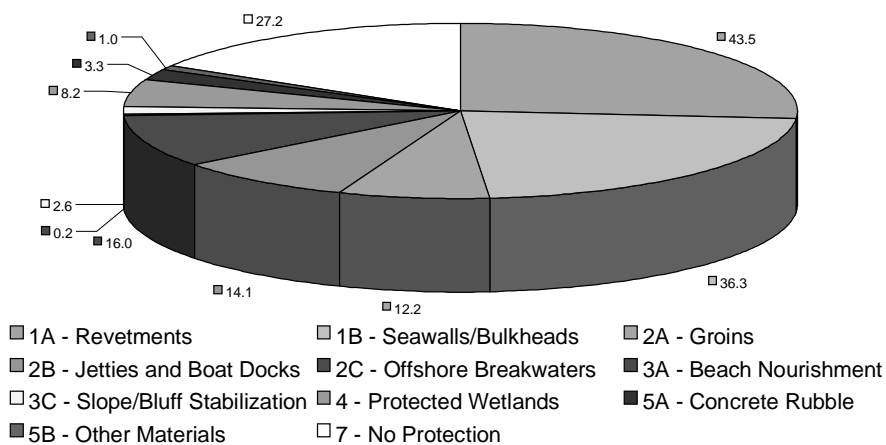 27.2
43.5
1.0
3.3
8.2
2.6
0.2
16.0
14.1
12.2
36.3
1A - Revetments 1B - Seawalls/Bulkheads 2A - Groins
2B - Jetties and Boat Docks 2C - Offshore Breakwaters 3A - Beach Nourishment
3C - Slope/Bluff Stabilization 4 - Protected Wetlands 5A - Concrete Rubble
5B - Other Materials 7 - No Protection